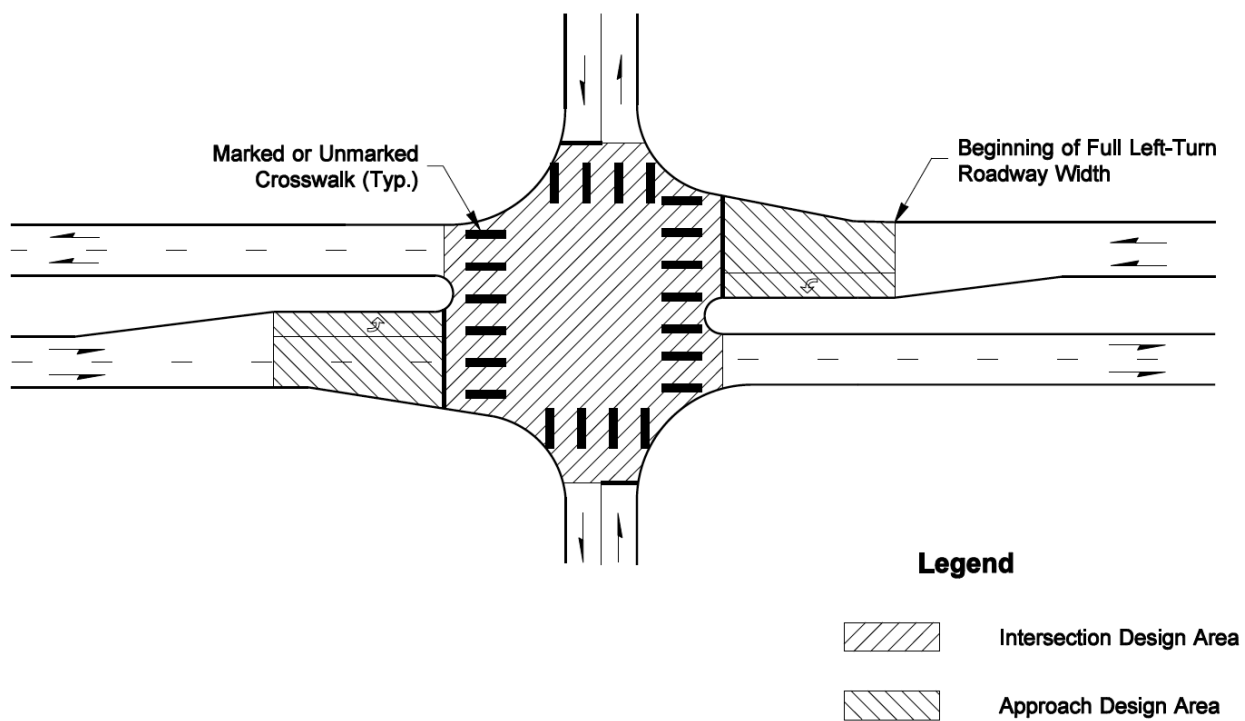 Marked or Unmarked
Crosswalk (Typ.)
Beginning of Full Left-Turn
Roadway Width
Legend
Intersection Design Area
Approach Design Area